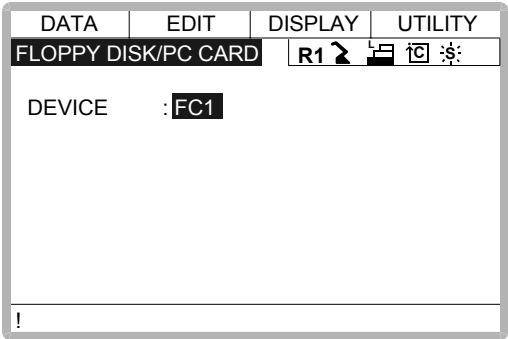 DATA EDIT DISPLAY UTILITY
FLOPPY DISK/PC CARD R1 L C S
DEVICE : FC1
!